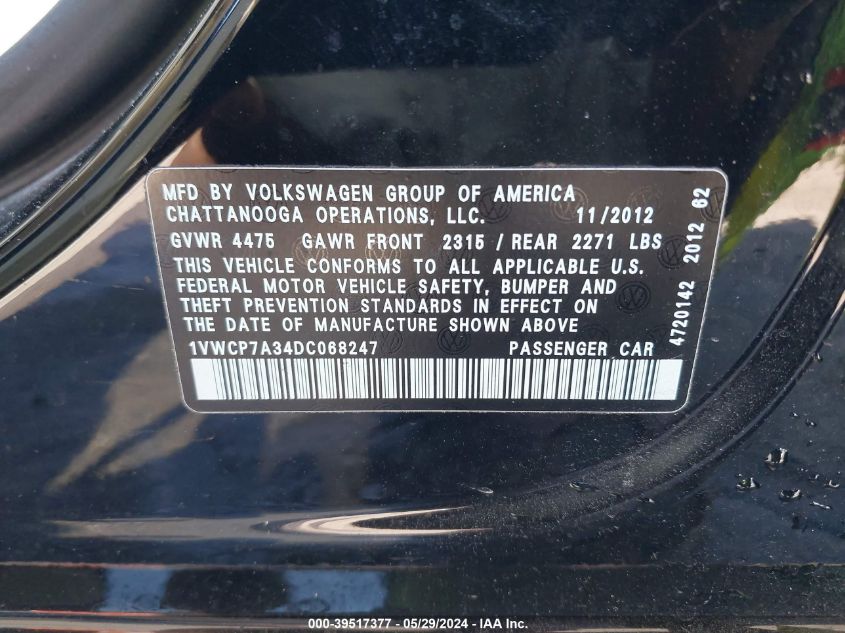 MFD BY VOLKSWAGEN GROUP OF AMERICA
CHATTANOOGA OPERATIONS, LLC. 11/2012
GVWR 4475 GAWR FRONT 2315 / REAR 2271 LBS
THIS VEHICLE CONFORMS TO ALL APPLICABLE U.S.
FEDERAL MOTOR VEHICLE SAFETY, BUMPER AND
THEFT PREVENTION STANDARDS IN EFFECT ON
THE DATE OF MANUFACTURE SHOWN ABOVE
1VWCP7A34DC068247 PASSENGER CAR
4720142 2012 62
000-39517377 - 05/29/2024 - IAA Inc.